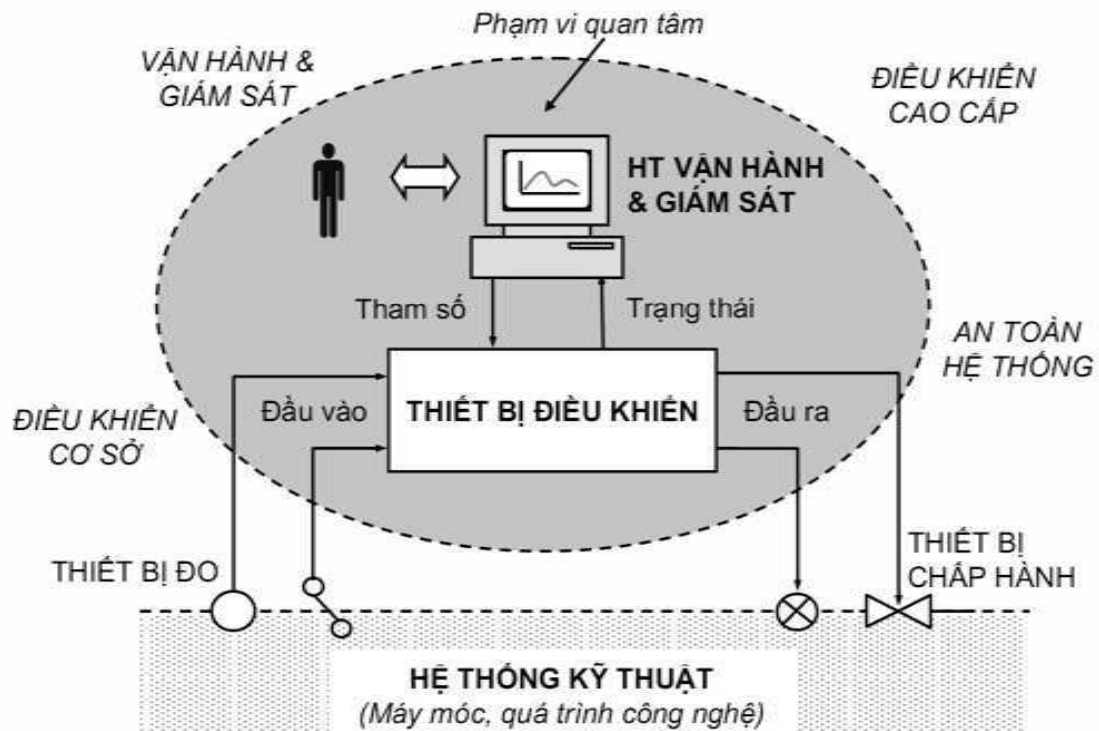 Phạm vi quan tâm
VẬN HÀNH &
GIÁM SÁT
ĐIỀU KHIỂN
CAO CẤP
HT VẬN HÀNH
& GIÁM SÁT
Tham số
Trạng thái
AN TOÀN
HỆ THỐNG
ĐIỀU KHIỂN
CƠ SỞ
Đầu vào
THIẾT BỊ ĐIỀU KHIỂN
Đầu ra
THIẾT BỊ ĐO
THIẾT BỊ
CHẤP HÀNH
HỆ THỐNG KỸ THUẬT
(Máy móc, quá trình công nghệ)